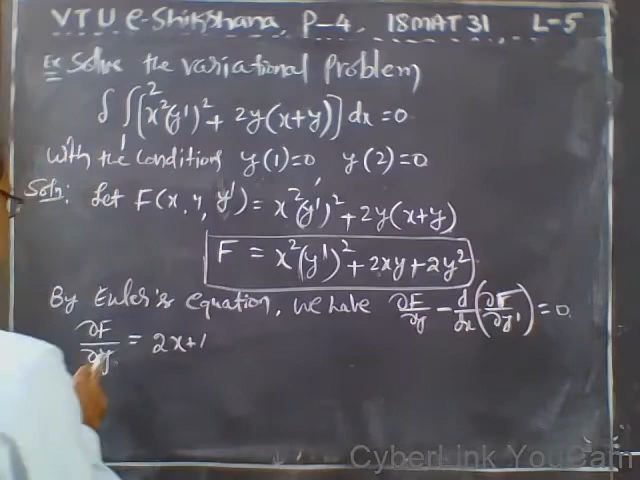 VTU e-Shikshana, P-4, 18MAT31 L-5
Ex: Solve the variational Problem
δ∫₁²[x²(y')² + 2y(x+y)]dx = 0
with the conditions y(1)=0, y(2)=0
Soln: Let F(x, y, y') = x²(y')² + 2y(x+y)
F = x²(y')² + 2xy + 2y²
By Euler's equation, we have ∂F/∂y - d/dx(∂F/∂y') = 0
∂F/∂y = 2x+
CyberLink YouCam